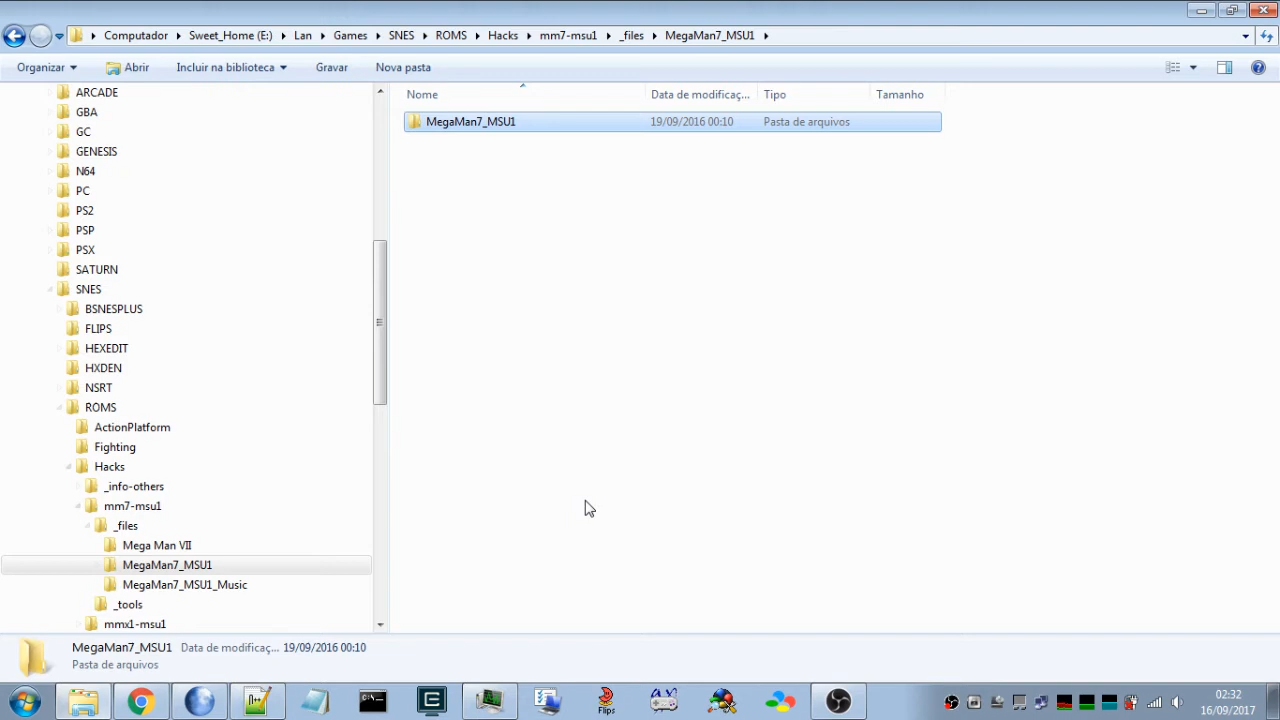 Computador Sweet_Home (E:) Lan Games SNES ROMS Hacks mm7-msu1 _files MegaMan7_MSU1
Organizar Abrir Incluir na biblioteca Gravar Nova pasta
Nome Data de modificaç... Tipo Tamanho
MegaMan7_MSU1 19/09/2016 00:10 Pasta de arquivos
ARCADE
GBA
GC
GENESIS
N64
PC
PS2
PSP
PSX
SATURN
SNES
BSNESPLUS
FLIPS
HEXEDIT
HXDEN
NSRT
ROMS
ActionPlatform
Fighting
Hacks
_info-others
mm7-msu1
_files
Mega Man VII
MegaMan7_MSU1
MegaMan7_MSU1_Music
_tools
mmx1-msu1
MegaMan7_MSU1 Data de modificaç... 19/09/2016 00:10
Pasta de arquivos
Flips
02:32
16/09/2017